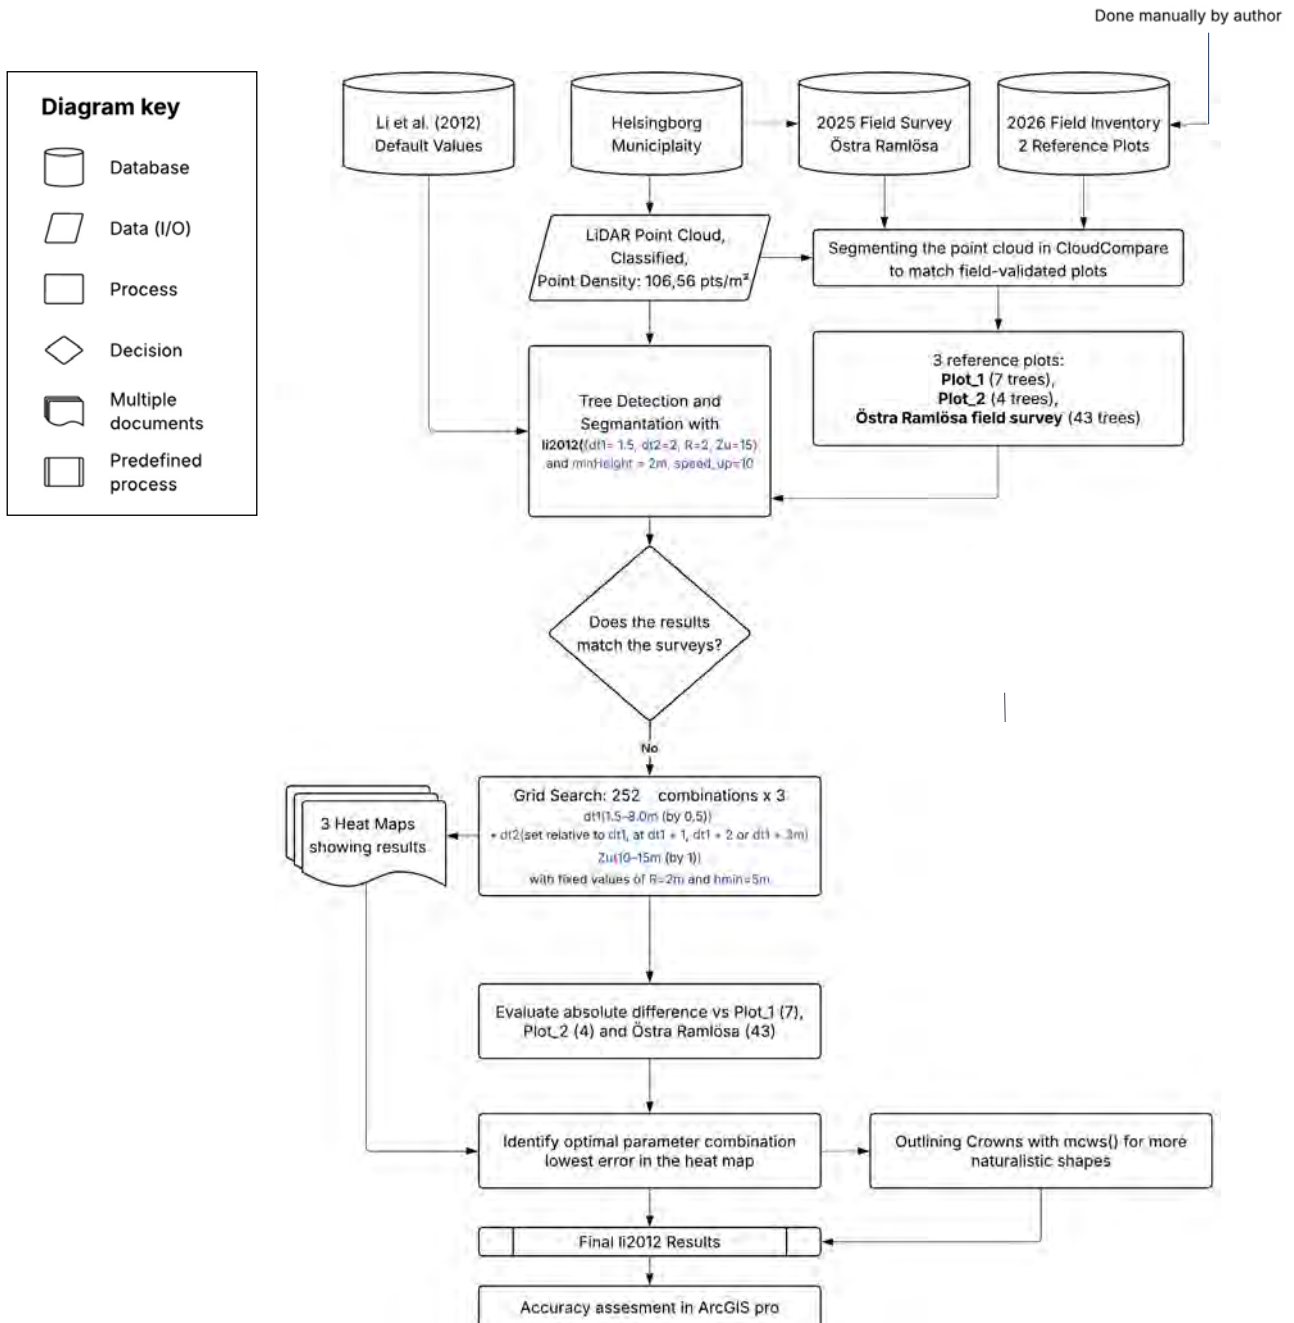 Done manually by author
Diagram key
Database
Data (I/O)
Process
Decision
Multiple
documents
Predefined
process
Li et al. (2012)
Default Values
Helsingborg
Municiplaity
2025 Field Survey
Östra Ramlösa
2026 Field Inventory
2 Reference Plots
LiDAR Point Cloud,
Classified,
Point Density: 106,56 pts/m²
Segmenting the point cloud in CloudCompare
to match field-validated plots
3 reference plots:
Plot_1 (7 trees),
Plot_2 (4 trees),
Östra Ramlösa field survey (43 trees)
Tree Detection and
Segmantation with
li2012((dt1= 1.5, dt2=2, R=2, Zu=15)
and minHeight = 2m, speed_up=10
Does the results
match the surveys?
No
Grid Search: 252 combinations x 3
dt1(1.5–8.0m (by 0,5))
+ dt2(set relative to dt1, at dt1 + 1, dt1 + 2 or dt1 + 3m)
Zu(10–15m (by 1))
with fixed values of R=2m and hmin=5m
3 Heat Maps
showing results
Evaluate absolute difference vs Plot_1 (7),
Plot_2 (4) and Östra Ramlösa (43)
Identify optimal parameter combination
lowest error in the heat map
Outlining Crowns with mcws() for more
naturalistic shapes
Final li2012 Results
Accuracy assesment in ArcGIS pro